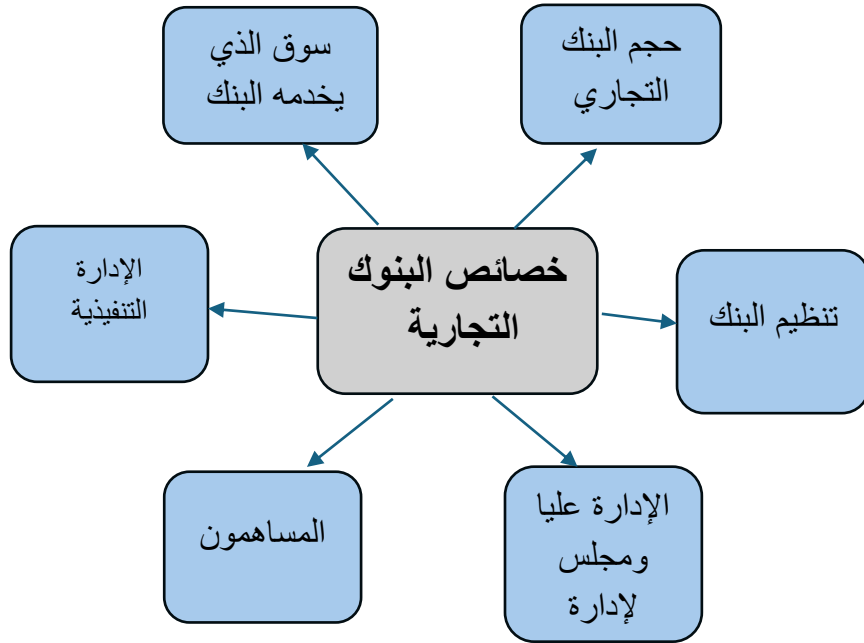 سوق الذي
يخدمه البنك
حجم البنك
التجاري
الإدارة
التنفيذية
خصائص البنوك
التجارية
تنظيم البنك
المساهمون
الإدارة عليا
ومجلس
لإدارة